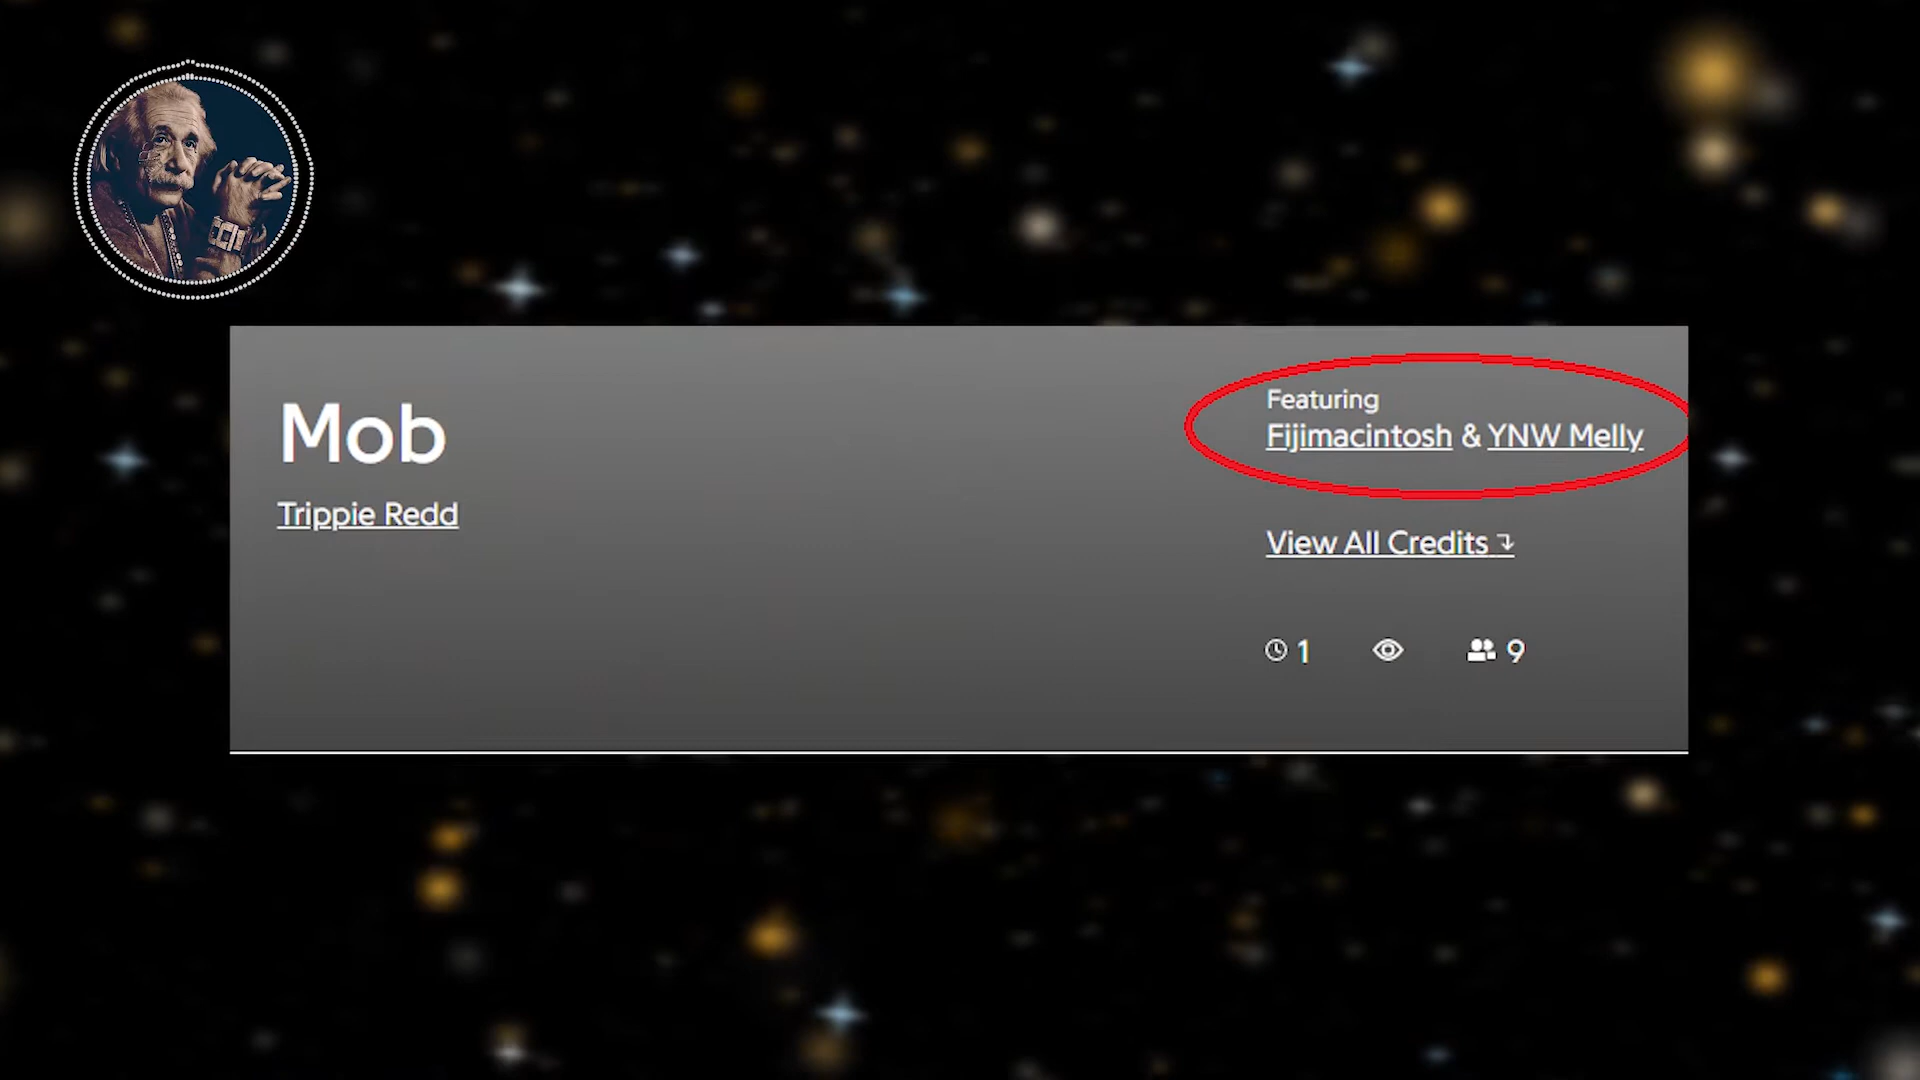 Mob
Trippie Redd
Featuring
Fijimacintosh & YNW Melly
View All Credits
1
9